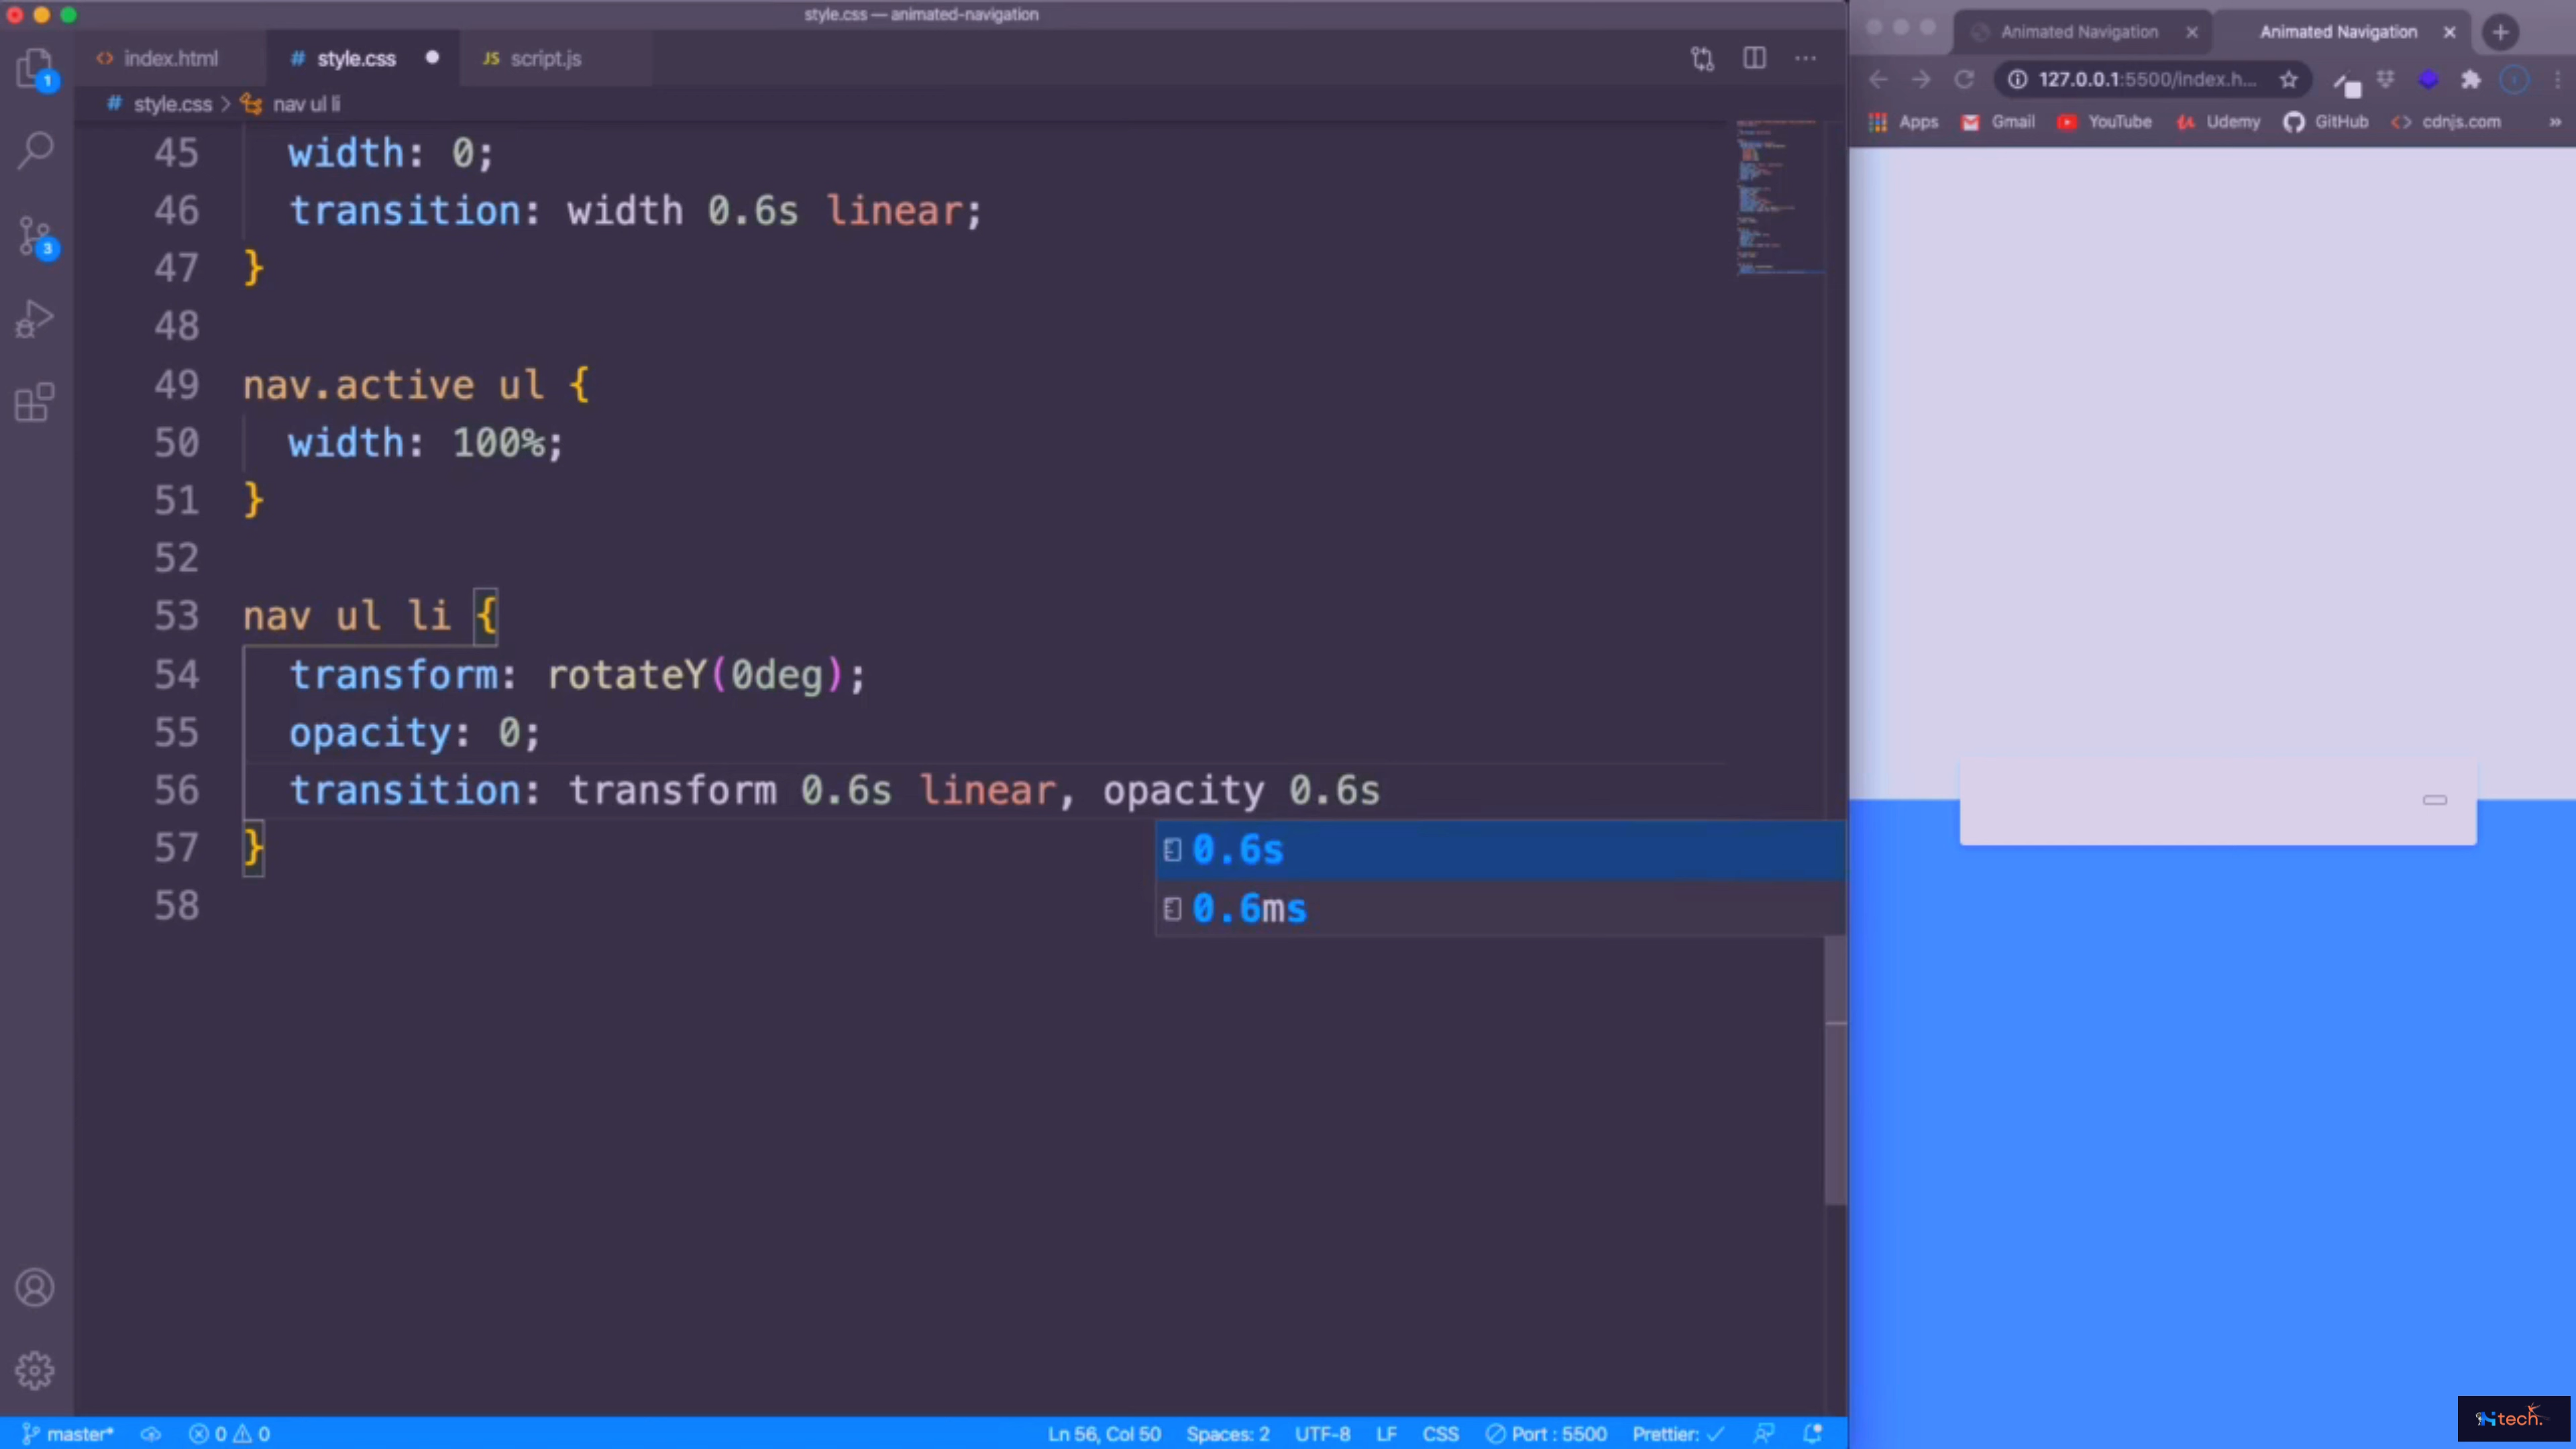 style.css — animated-navigation
index.html
# style.css
JS script.js
1
# style.css > nav ul li
3
45 width: 0;
46 transition: width 0.6s linear;
47 }
48
49 nav.active ul {
50 width: 100%;
51 }
52
53 nav ul li {
54 transform: rotateY(0deg);
55 opacity: 0;
56 transition: transform 0.6s linear, opacity 0.6s
57 }
58
0.6s
0.6ms
master*
0 0
Ln 56, Col 50
Spaces: 2
UTF-8
LF
CSS
Port : 5500
Prettier: ✓
Animated Navigation
Animated Navigation
127.0.0.1:5500/index.h...
Apps
Gmail
YouTube
Udemy
GitHub
cdnjs.com
»
tech.